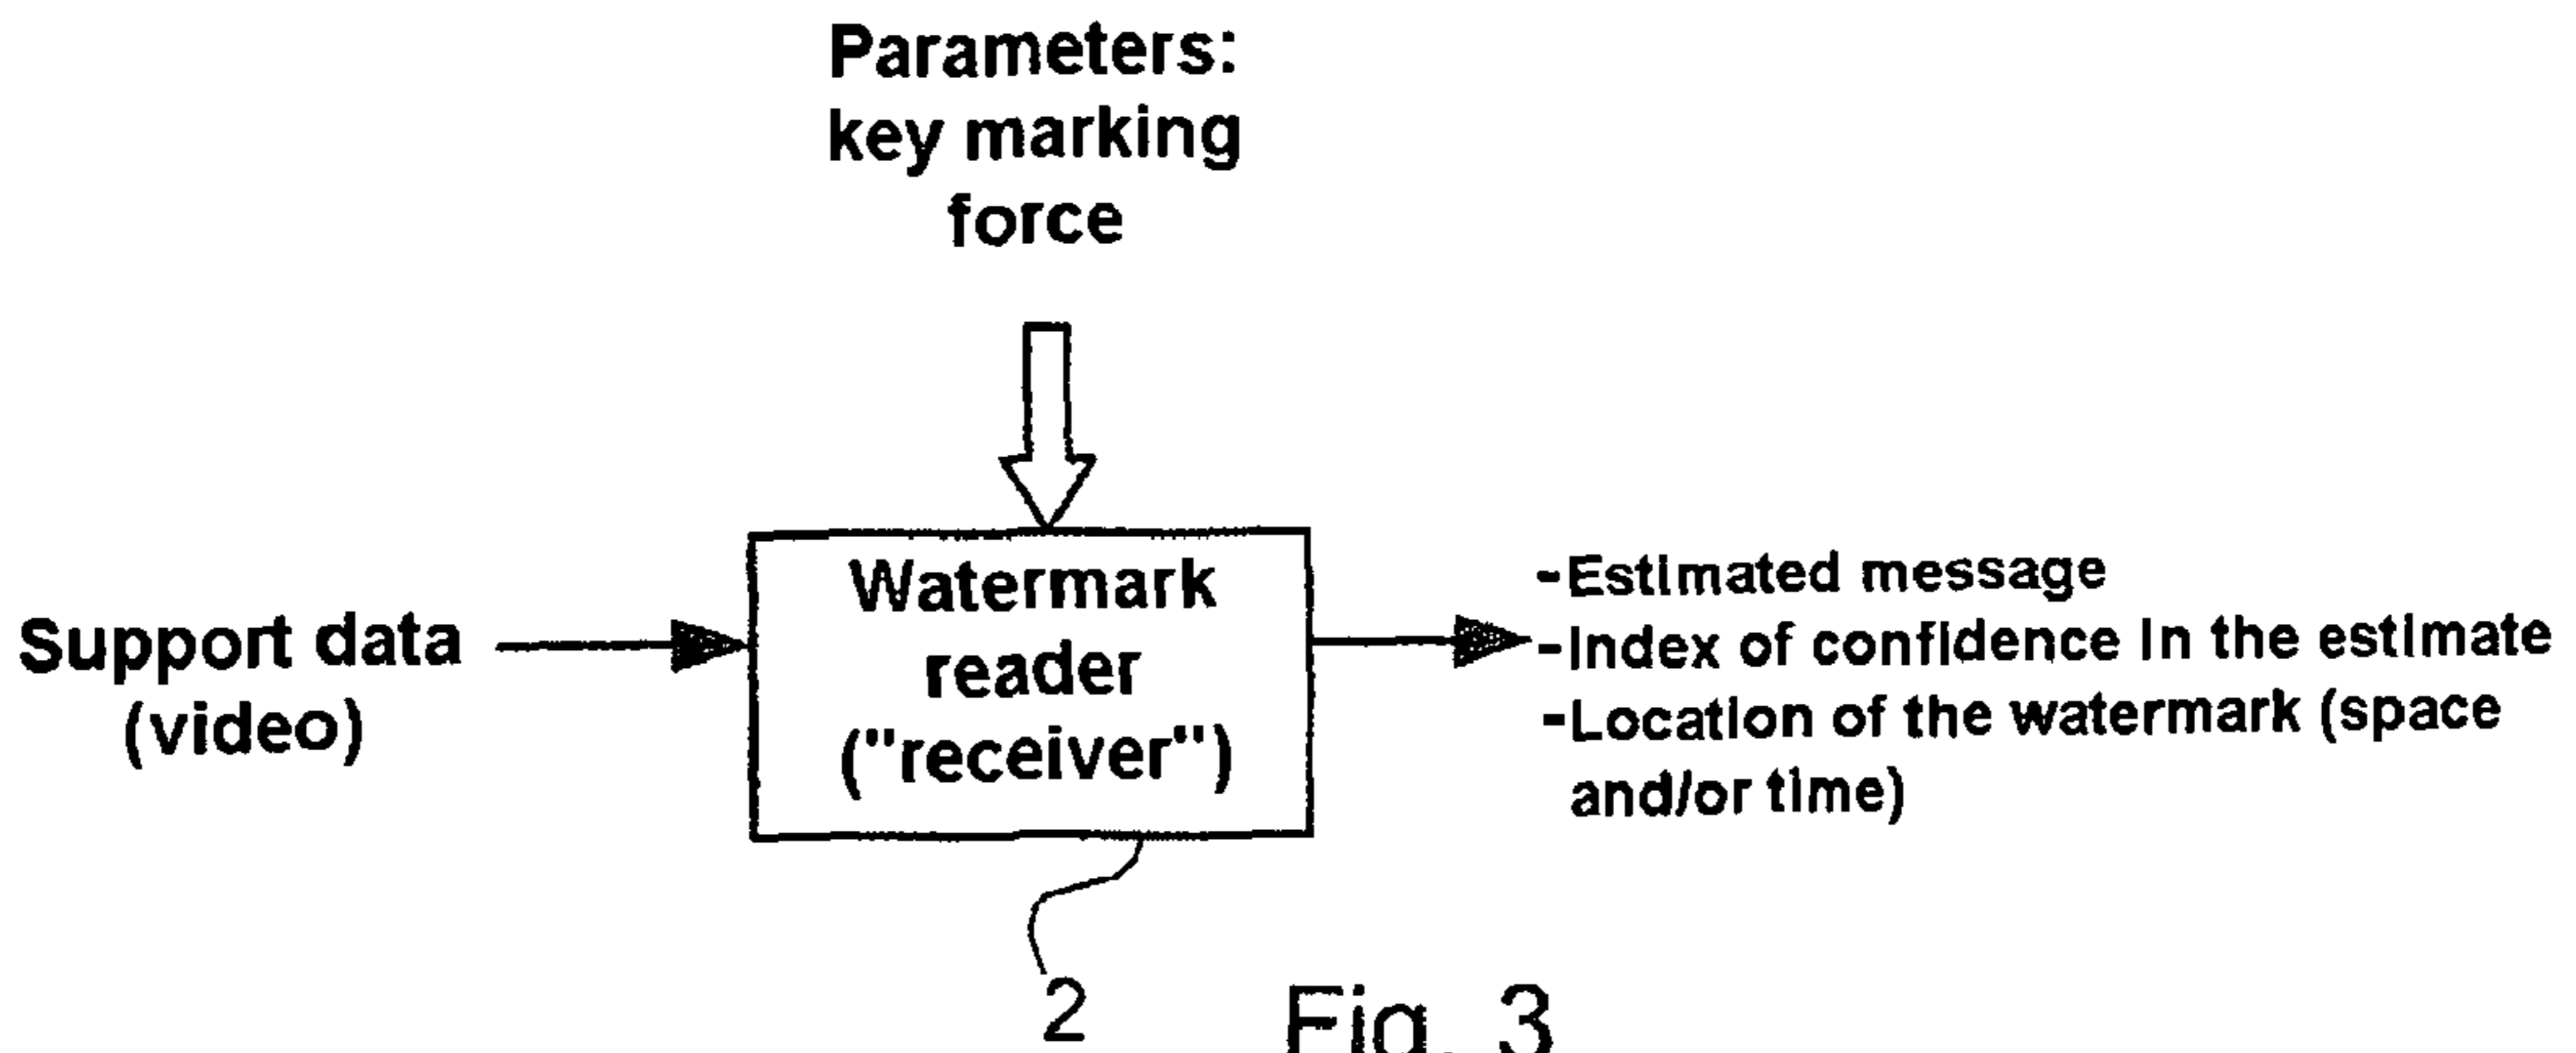 Parameters:
key marking
force
Support data
(video)
Watermark
reader
("receiver")
-Estimated message
-Index of confidence in the estimate
-Location of the watermark (space
and/or time)
2
Fig. 3